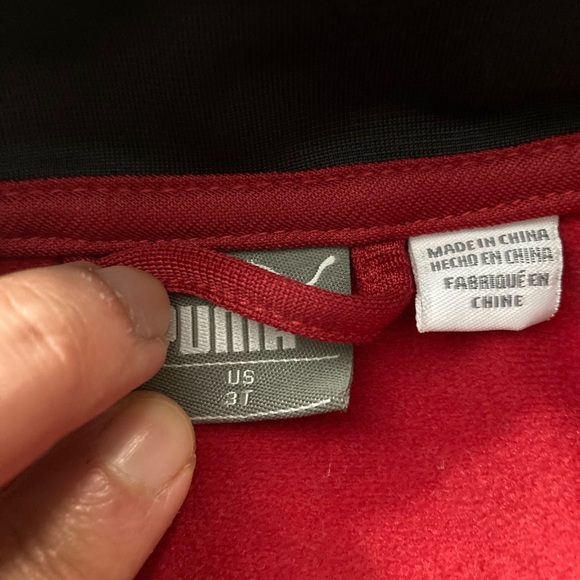 PUMA
US
3T
MADE IN CHINA
HECHO EN CHINA
FABRIQUÉ EN
CHINE